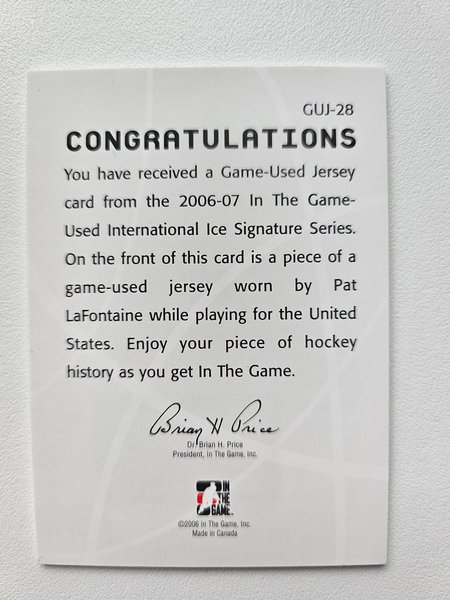 GUJ-28
CONGRATULATIONS
You have received a Game-Used Jersey
card from the 2006-07 In The Game-
Used International Ice Signature Series.
On the front of this card is a piece of a
game-used jersey worn by Pat
LaFontaine while playing for the United
States. Enjoy your piece of hockey
history as you get In The Game.
Brian H Price
Dr. Brian H. Price
President, In The Game, Inc.
IN
THE
GAME
©2006 In The Game, Inc.
Made in Canada